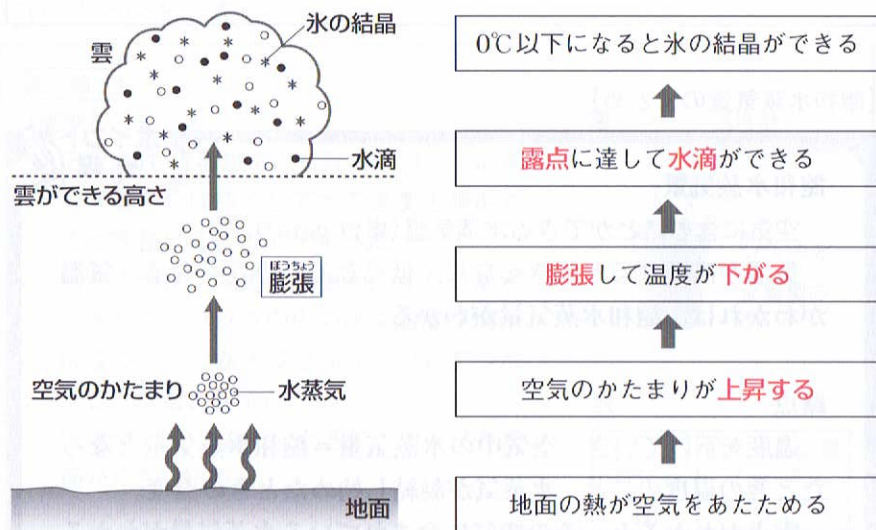 雲
氷の結晶
水滴
雲ができる高さ
ぼうちょう
膨張
空気のかたまり
水蒸気
地面
0℃以下になると氷の結晶ができる
露点に達して水滴ができる
膨張して温度が下がる
空気のかたまりが上昇する
地面の熱が空気をあたためる